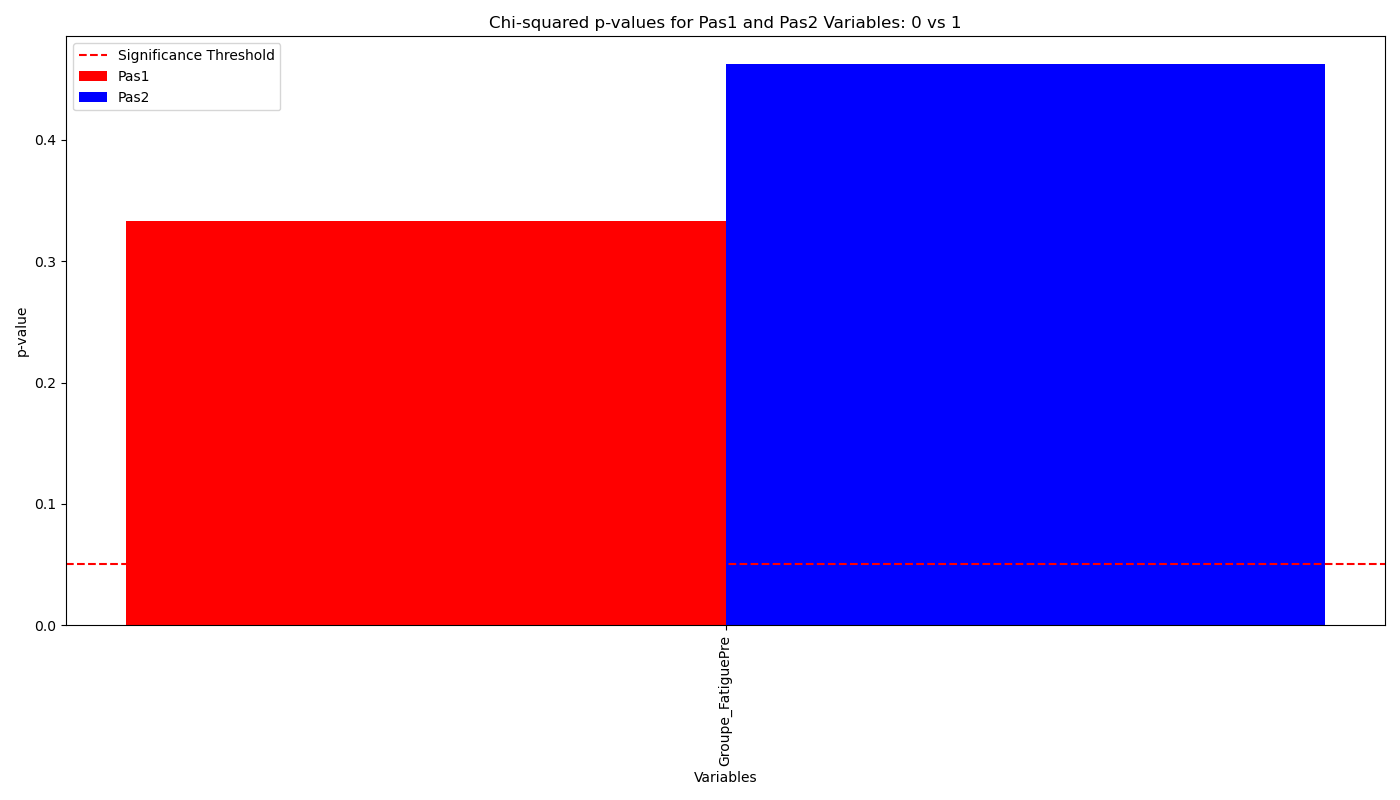 Chi-squared p-values for Pas1 and Pas2 Variables: 0 vs 1
Significance Threshold
Pas1
Pas2
p-value
0.4
0.3
0.2
0.1
0.0
Groupe_FatiguePre
Variables